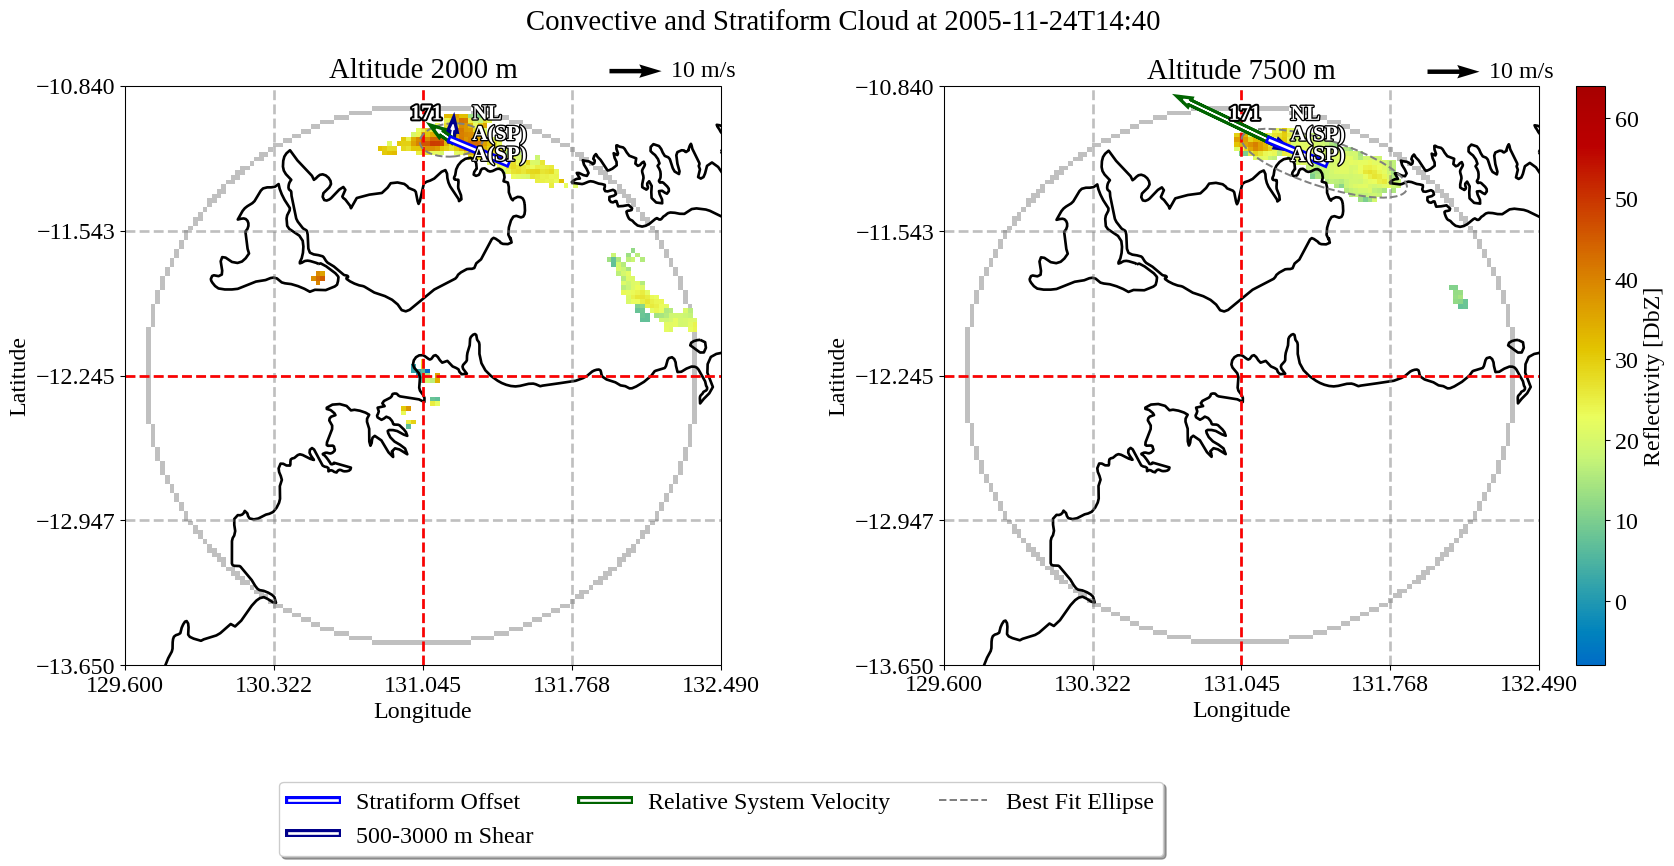 Convective and Stratiform Cloud at 2005-11-24T14:40
Altitude 2000 m
10 m/s
−10.840
−11.543
−12.245
−12.947
−13.650
129.600
130.322
131.045
131.768
132.490
Latitude
Longitude
171
NL
A(SP)
A(SP)
Altitude 7500 m
10 m/s
−10.840
−11.543
−12.245
−12.947
−13.650
129.600
130.322
131.045
131.768
132.490
Latitude
Longitude
171
NL
A(SP)
A(SP)
60
50
40
30
20
10
0
Reflectivity [DbZ]
Stratiform Offset
500-3000 m Shear
Relative System Velocity
Best Fit Ellipse